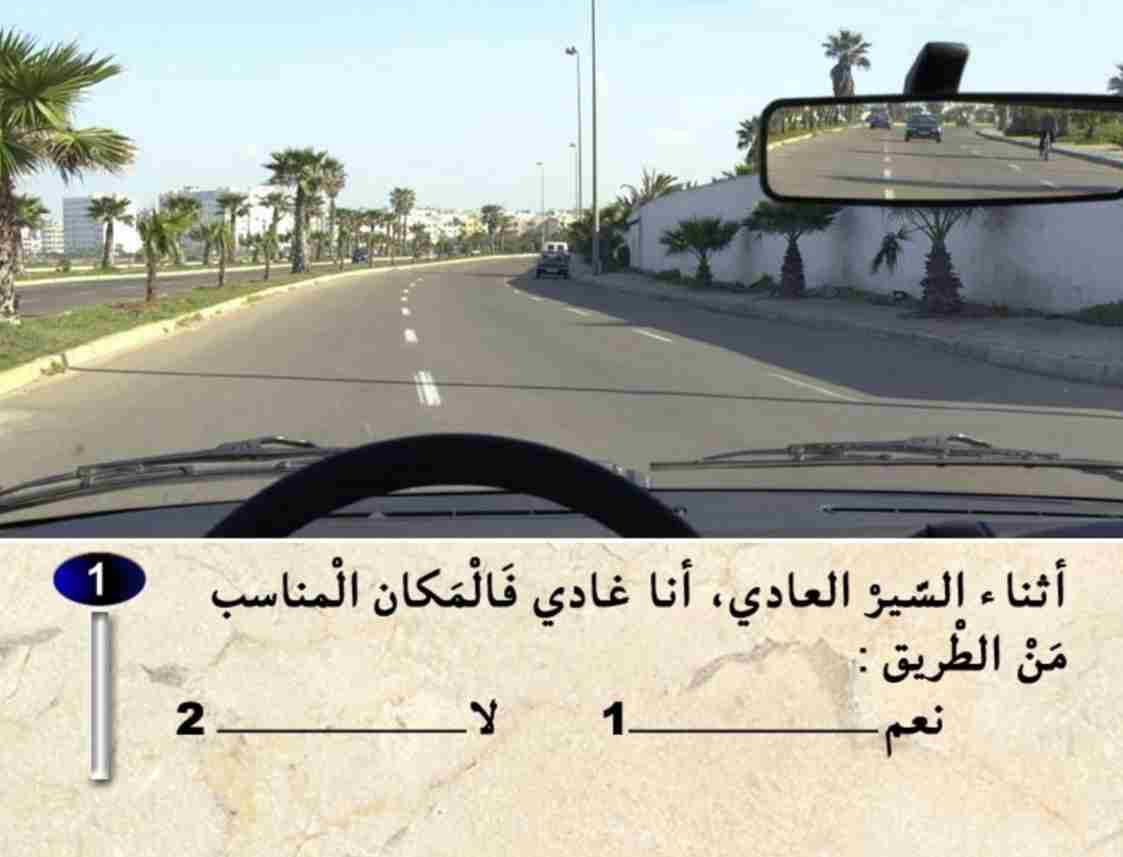 1
أثناء السّيرْ العادي، أنا غادي فَالْمَكان الْمناسب
مَنْ الطْريق :
نعم 1 لا 2